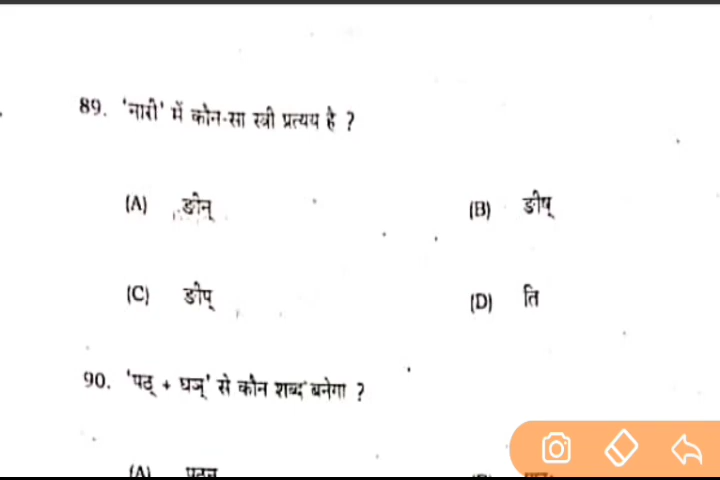 89. 'नारी' में कौन-सा स्त्री प्रत्यय है ?
(A) ङीन्
(B) ङीष्
(C) ङीप्
(D) ति
90. 'पठ् + घञ्' से कौन शब्द बनेगा ?
(A)